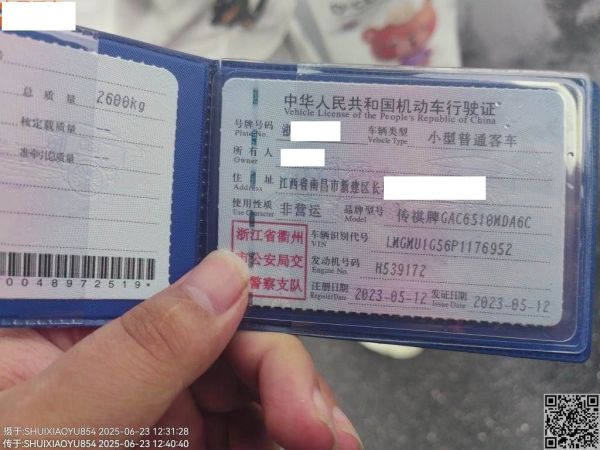 总 质 量 2600kg
核定载质量 —
准牵引总质量 —
0048972519*
中华人民共和国机动车行驶证
Vehicle License of the People's Republic of China
号牌号码 浙
Plate No.
车辆类型 小型普通客车
Vehicle Type
所 有 人
Owner
住 址 江西省南昌市新建区长
Address
使用性质 非营运
Use Character
品牌型号 传祺牌GAC6510MDA6C
Model
浙江省衢州
市公安局交
警察支队
车辆识别代号 LMGMU1G56P1176952
VIN
发动机号码 H539172
Engine No.
注册日期 2023-05-12
Register Date
发证日期 2023-05-12
Issue Date
摄于:SHUIXIAOYU854 2025-06-23 12:31:28
传于:SHUIXIAOYU854 2025-06-23 12:40:40